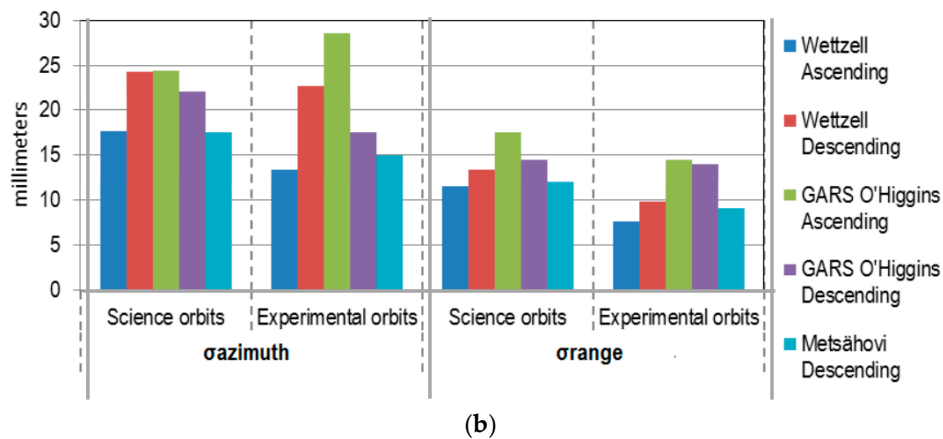 30
25
20
15
10
5
0
millimeters
Science orbits
Experimental orbits
Science orbits
Experimental orbits
σazimuth
σrange
Wettzell
Ascending
Wettzell
Descending
GARS O'Higgins
Ascending
GARS O'Higgins
Descending
Metsähovi
Descending
(b)